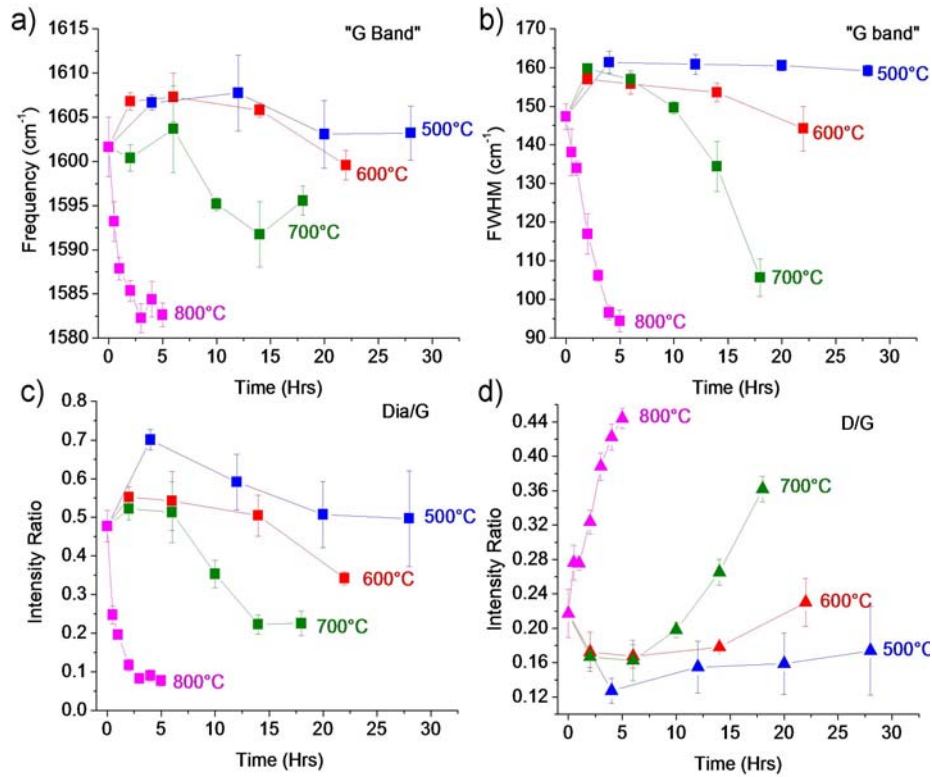 a)
"G Band"
1615
1610
1605
1600
1595
1590
1585
1580
Frequency (cm⁻¹)
500°C
600°C
700°C
800°C
0 5 10 15 20 25 30
Time (Hrs)
b)
"G band"
170
160
150
140
130
120
110
100
90
FWHM (cm⁻¹)
500°C
600°C
700°C
800°C
0 5 10 15 20 25 30
Time (Hrs)
c)
Dia/G
0.8
0.7
0.6
0.5
0.4
0.3
0.2
0.1
0.0
Intensity Ratio
500°C
600°C
700°C
800°C
0 5 10 15 20 25 30
Time (Hrs)
d)
D/G
0.44
0.40
0.36
0.32
0.28
0.24
0.20
0.16
0.12
Intensity Ratio
800°C
700°C
600°C
500°C
0 5 10 15 20 25 30
Time (Hrs)